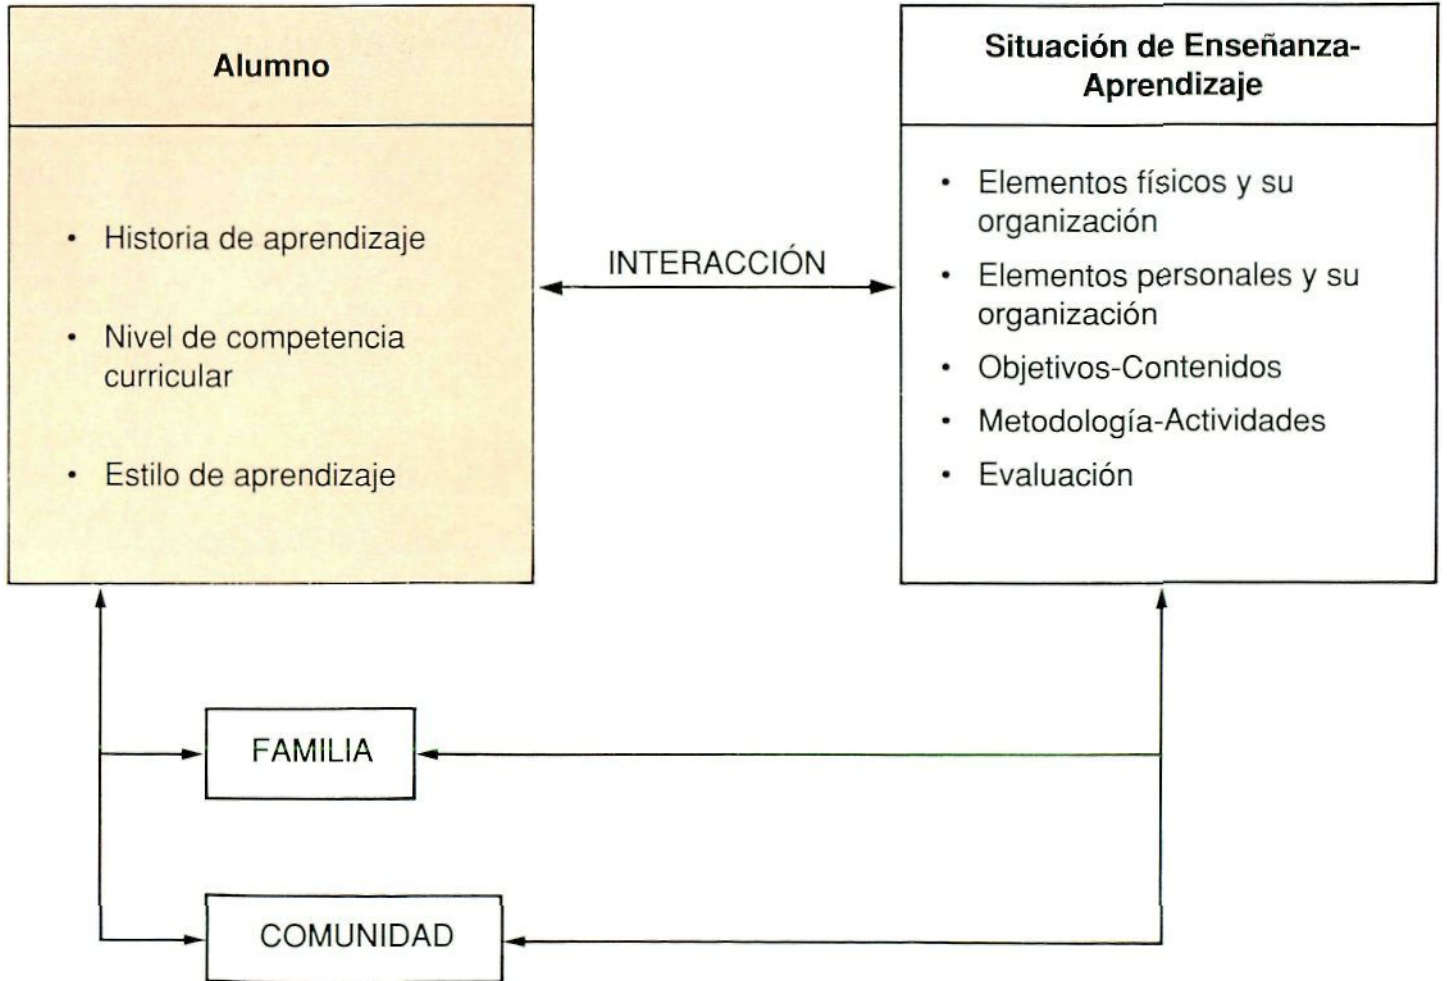 Alumno
• Historia de aprendizaje
• Nivel de competencia
curricular
• Estilo de aprendizaje
INTERACCIÓN
Situación de Enseñanza-
Aprendizaje
• Elementos físicos y su
organización
• Elementos personales y su
organización
• Objetivos-Contenidos
• Metodología-Actividades
• Evaluación
FAMILIA
COMUNIDAD